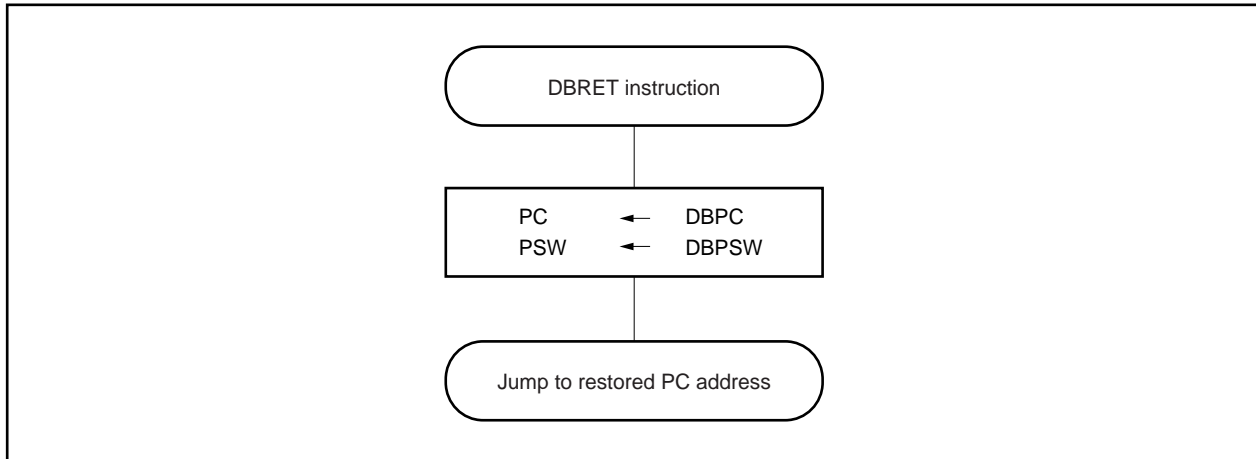 DBRET instruction
PC ← DBPC
PSW ← DBPSW
Jump to restored PC address